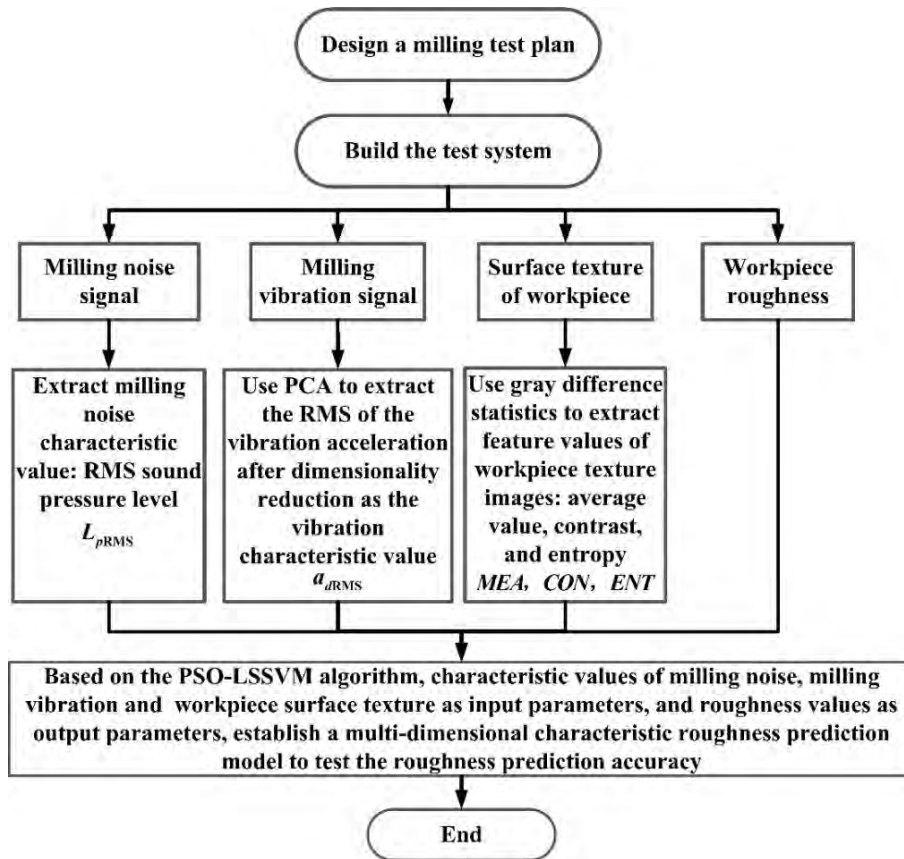 Design a milling test plan
Build the test system
Milling noise
signal
Milling
vibration signal
Surface texture
of workpiece
Workpiece
roughness
Extract milling
noise
characteristic
value: RMS sound
pressure level
LpRMS
Use PCA to extract
the RMS of the
vibration acceleration
after dimensionality
reduction as the
vibration
characteristic value
adRMS
Use gray difference
statistics to extract
feature values of
workpiece texture
images: average
value, contrast,
and entropy
MEA, CON, ENT
Based on the PSO-LSSVM algorithm, characteristic values of milling noise, milling
vibration and workpiece surface texture as input parameters, and roughness values as
output parameters, establish a multi-dimensional characteristic roughness prediction
model to test the roughness prediction accuracy
End